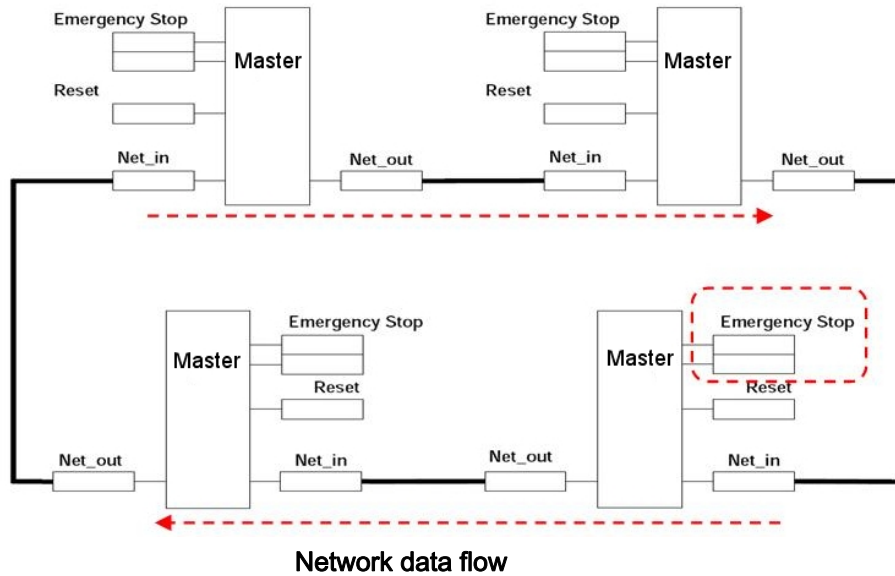 Emergency Stop
Master
Reset
Net_in
Net_out
Emergency Stop
Master
Reset
Net_in
Net_out
Master
Emergency Stop
Reset
Net_out
Net_in
Master
Emergency Stop
Reset
Net_out
Net_in
Network data flow